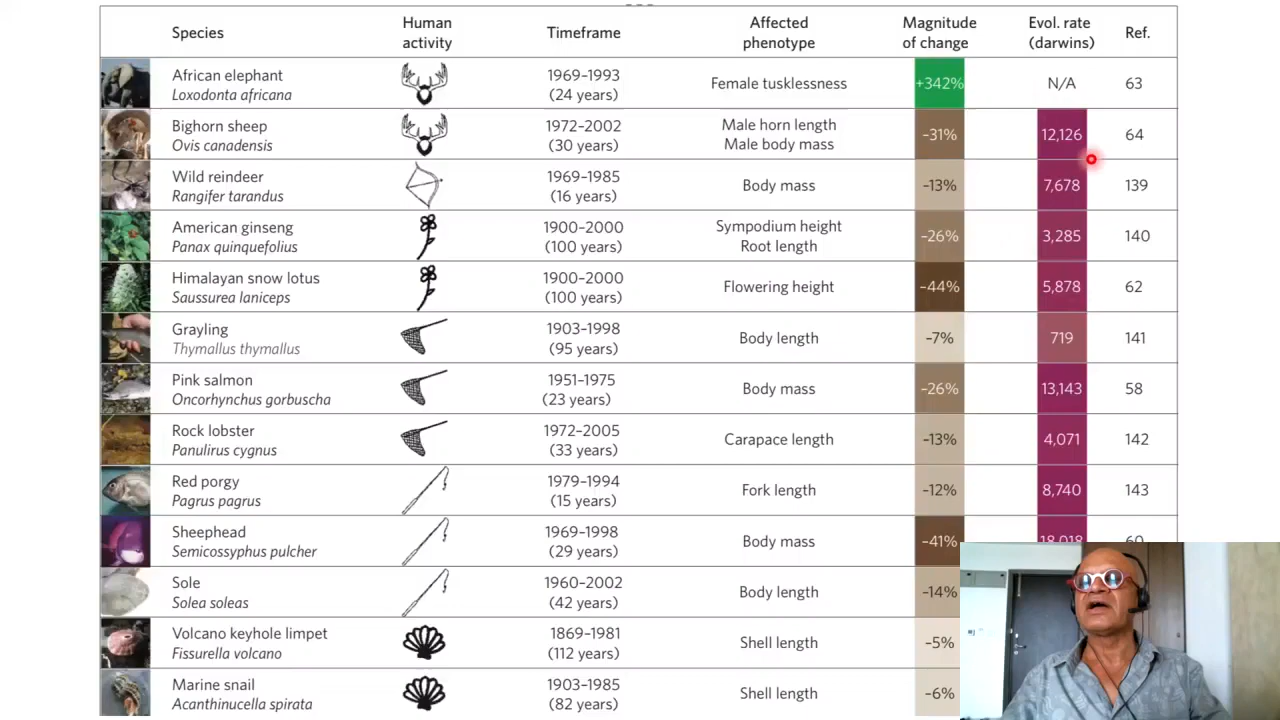 Species Human activity Timeframe Affected phenotype Magnitude of change Evol. rate (darwins) Ref.
African elephant 1969–1993 Female tusklessness +342% N/A 63
Loxodonta africana (24 years)
Bighorn sheep 1972–2002 Male horn length -31% 12,126 64
Ovis canadensis (30 years) Male body mass
Wild reindeer 1969–1985 Body mass -13% 7,678 139
Rangifer tarandus (16 years)
American ginseng 1900–2000 Sympodium height -26% 3,285 140
Panax quinquefolius (100 years) Root length
Himalayan snow lotus 1900–2000 Flowering height -44% 5,878 62
Saussurea laniceps (100 years)
Grayling 1903–1998 Body length -7% 719 141
Thymallus thymallus (95 years)
Pink salmon 1951–1975 Body mass -26% 13,143 58
Oncorhynchus gorbuscha (23 years)
Rock lobster 1972–2005 Carapace length -13% 4,071 142
Panulirus cygnus (33 years)
Red porgy 1979–1994 Fork length -12% 8,740 143
Pagrus pagrus (15 years)
Sheephead 1969–1998 Body mass -41% 18,018 60
Semicossyphus pulcher (29 years)
Sole 1960–2002 Body length -14%
Solea soleas (42 years)
Volcano keyhole limpet 1869–1981 Shell length -5%
Fissurella volcano (112 years)
Marine snail 1903–1985 Shell length -6%
Acanthinucella spirata (82 years)